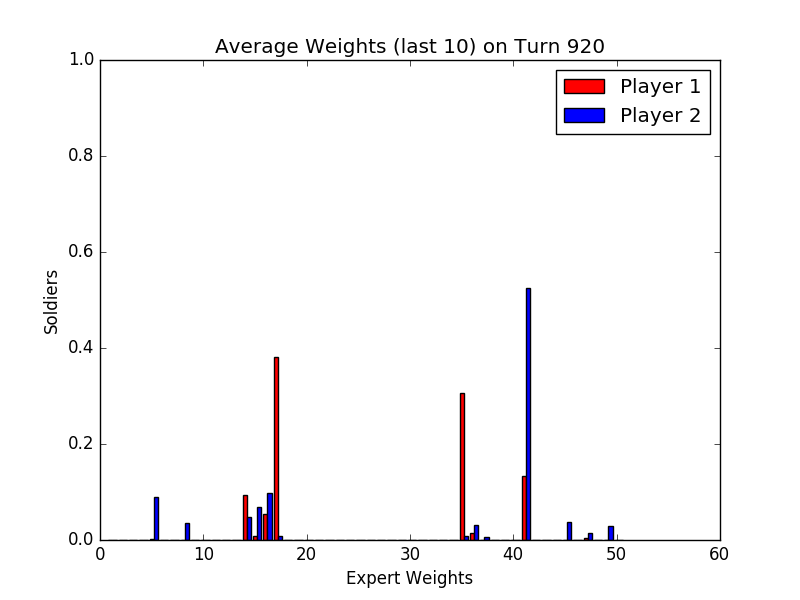 Average Weights (last 10) on Turn 920
1.0
Player 1
Player 2
0.8
0.6
Soldiers
0.4
0.2
0.0
0 10 20 30 40 50 60
Expert Weights